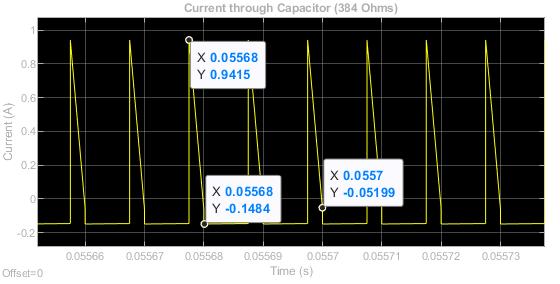 Current through Capacitor (384 Ohms)
1
0.8
0.6
0.4
0.2
0
-0.2
Current (A)
X 0.05568
Y 0.9415
X 0.05568
Y -0.1484
X 0.0557
Y -0.05199
0.05566 0.05567 0.05568 0.05569 0.0557 0.05571 0.05572 0.05573
Time (s)
Offset=0